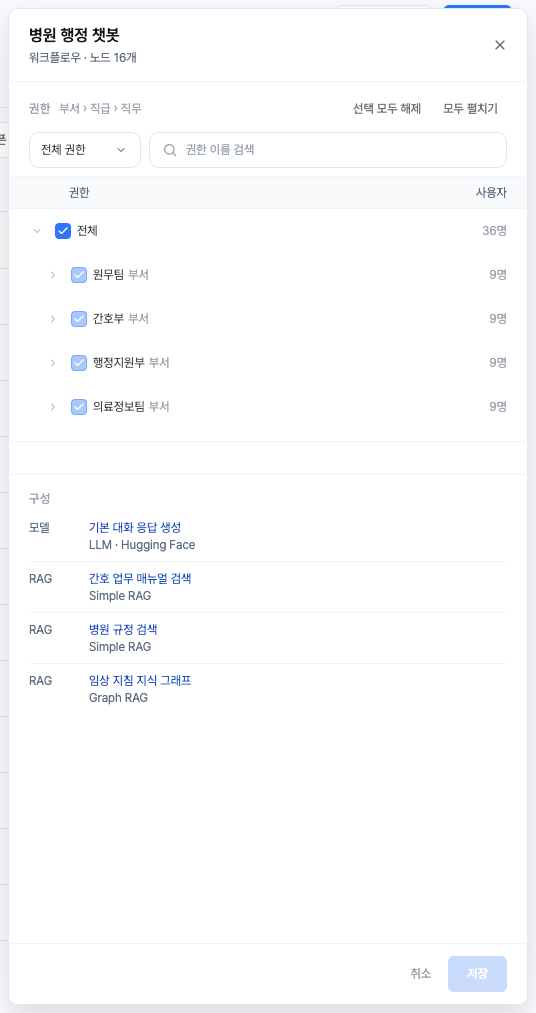 병원 행정 챗봇
워크플로우 · 노드 16개
권한 부서 › 직급 › 직무 선택 모두 해제 모두 펼치기
전체 권한 권한 이름 검색
권한 사용자
전체 36명
원무팀 부서 9명
간호부 부서 9명
행정지원부 부서 9명
의료정보팀 부서 9명
구성
모델 기본 대화 응답 생성
LLM · Hugging Face
RAG 간호 업무 매뉴얼 검색
Simple RAG
RAG 병원 규정 검색
Simple RAG
RAG 임상 지침 지식 그래프
Graph RAG
취소 저장